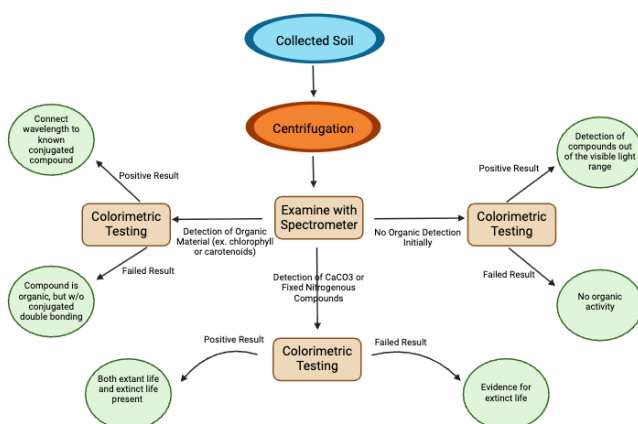 Collected Soil
Centrifugation
Connect
wavelength to
known
conjugated
compound
Detection of
compounds out
of the visible light
range
Positive Result
Positive Result
Colorimetric
Testing
Examine with
Spectrometer
Colorimetric
Testing
Detection of Organic
Material (ex. chlorophyll
or carotenoids)
No Organic Detection
Initially
Failed Result
Failed Result
Compound is
organic, but w/o
conjugated
double bonding
Detection of CaCO3 or
Fixed Nitrogenous
Compounds
No organic
activity
Positive Result
Colorimetric
Testing
Failed Result
Both extant life
and extinct life
present
Evidence for
extinct life